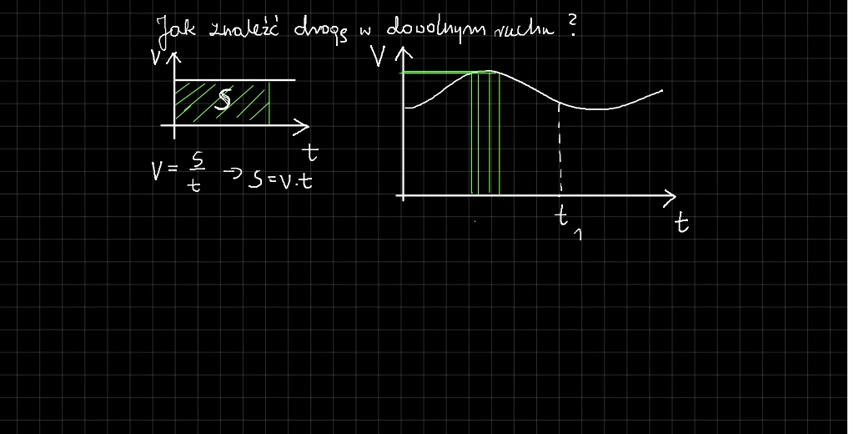 Jak znaleźć drogę w dowolnym ruchu?
V
S
t
V = s/t → S = v·t
V
t₁
t